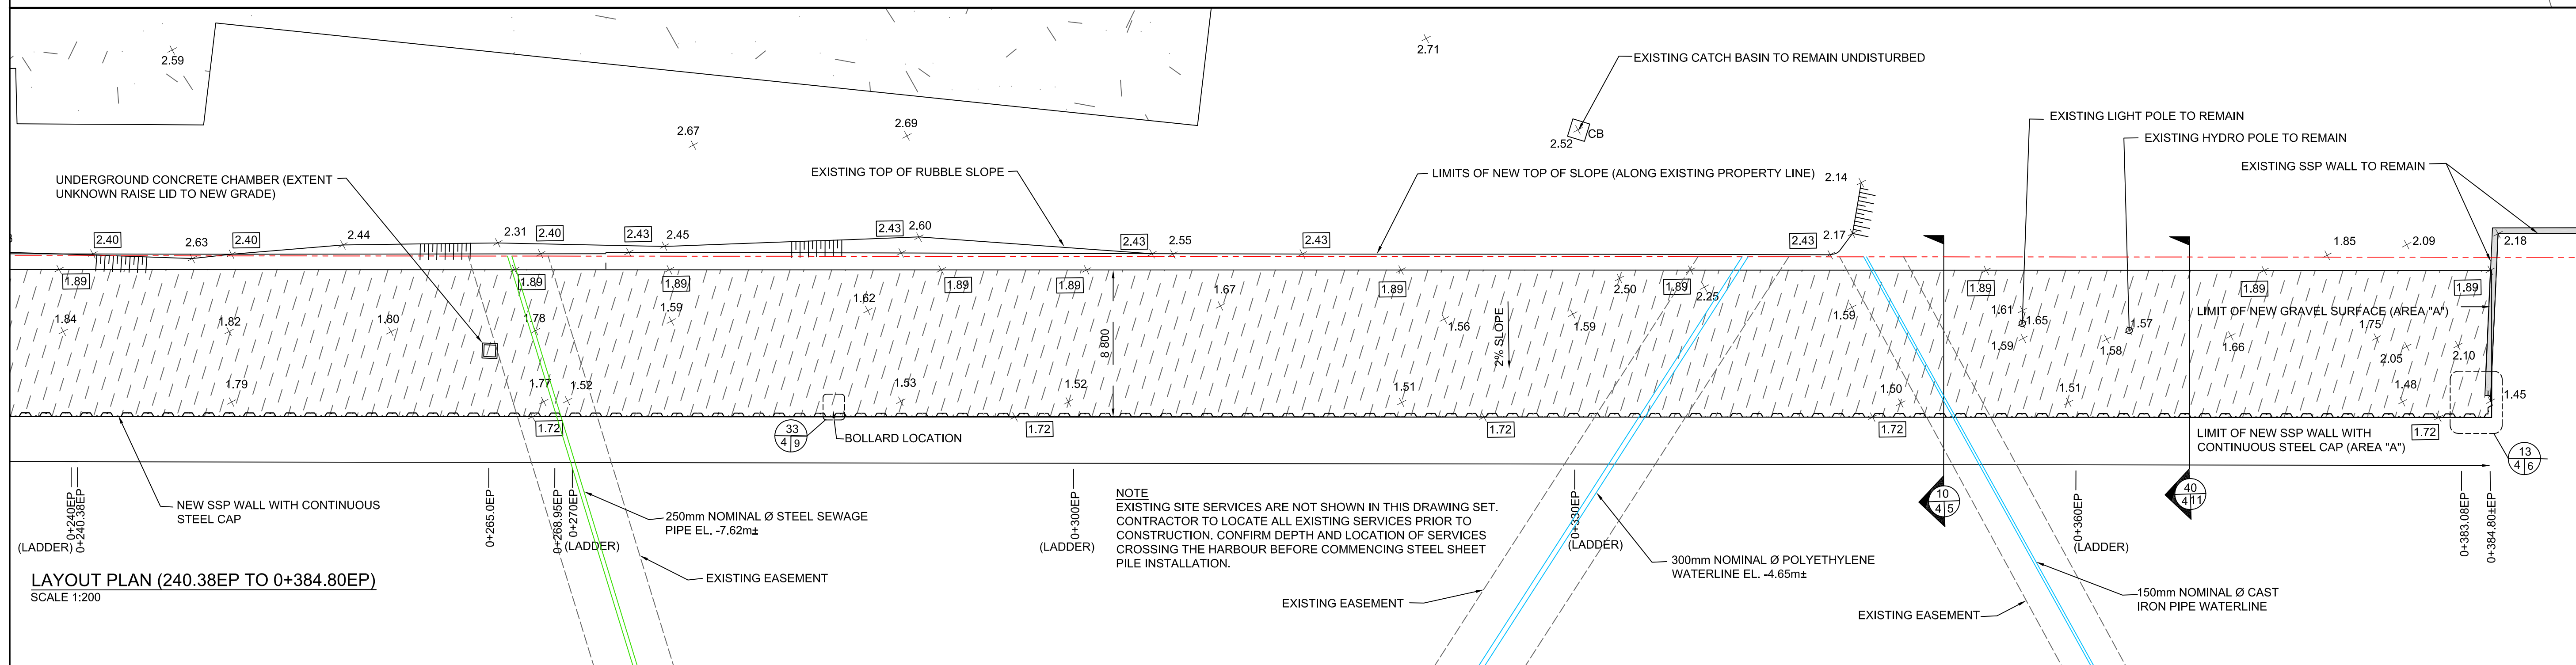 2.59
2.71
EXISTING CATCH BASIN TO REMAIN UNDISTURBED
2.67
2.69
2.52
CB
EXISTING LIGHT POLE TO REMAIN
EXISTING HYDRO POLE TO REMAIN
EXISTING SSP WALL TO REMAIN
UNDERGROUND CONCRETE CHAMBER (EXTENT
UNKNOWN RAISE LID TO NEW GRADE)
EXISTING TOP OF RUBBLE SLOPE
LIMITS OF NEW TOP OF SLOPE (ALONG EXISTING PROPERTY LINE)
2.14
2.40
2.63
2.40
2.44
2.31
2.40
2.43
2.45
2.43
2.60
2.43
2.55
2.43
2.43
2.17
1.85
2.09
2.18
1.89
1.89
1.89
1.89
1.89
1.89
2.50
1.89
2.25
1.89
1.89
1.89
1.84
1.82
1.80
1.78
1.59
1.62
1.67
1.56
1.59
1.59
1.61
1.65
1.59
1.57
1.58
1.66
LIMIT OF NEW GRAVEL SURFACE (AREA "A")
1.75
2.05
2.10
8 800
2% SLOPE
1.79
1.77
1.52
1.53
1.52
1.51
1.50
1.51
1.48
1.45
1.72
33
4 9
BOLLARD LOCATION
1.72
1.72
1.72
LIMIT OF NEW SSP WALL WITH
CONTINUOUS STEEL CAP (AREA "A")
1.72
13
4 6
0+240EP
0+240.38EP
(LADDER)
NEW SSP WALL WITH CONTINUOUS
STEEL CAP
0+265.0EP
0+268.95EP
0+270EP
(LADDER)
250mm NOMINAL Ø STEEL SEWAGE
PIPE EL. -7.62m±
EXISTING EASEMENT
0+300EP
(LADDER)
NOTE
EXISTING SITE SERVICES ARE NOT SHOWN IN THIS DRAWING SET.
CONTRACTOR TO LOCATE ALL EXISTING SERVICES PRIOR TO
CONSTRUCTION. CONFIRM DEPTH AND LOCATION OF SERVICES
CROSSING THE HARBOUR BEFORE COMMENCING STEEL SHEET
PILE INSTALLATION.
0+330EP
(LADDER)
300mm NOMINAL Ø POLYETHYLENE
WATERLINE EL. -4.65m±
EXISTING EASEMENT
10
4 5
0+360EP
(LADDER)
40
4 11
150mm NOMINAL Ø CAST
IRON PIPE WATERLINE
EXISTING EASEMENT
0+383.08EP
0+384.80±EP
LAYOUT PLAN (240.38EP TO 0+384.80EP)
SCALE 1:200